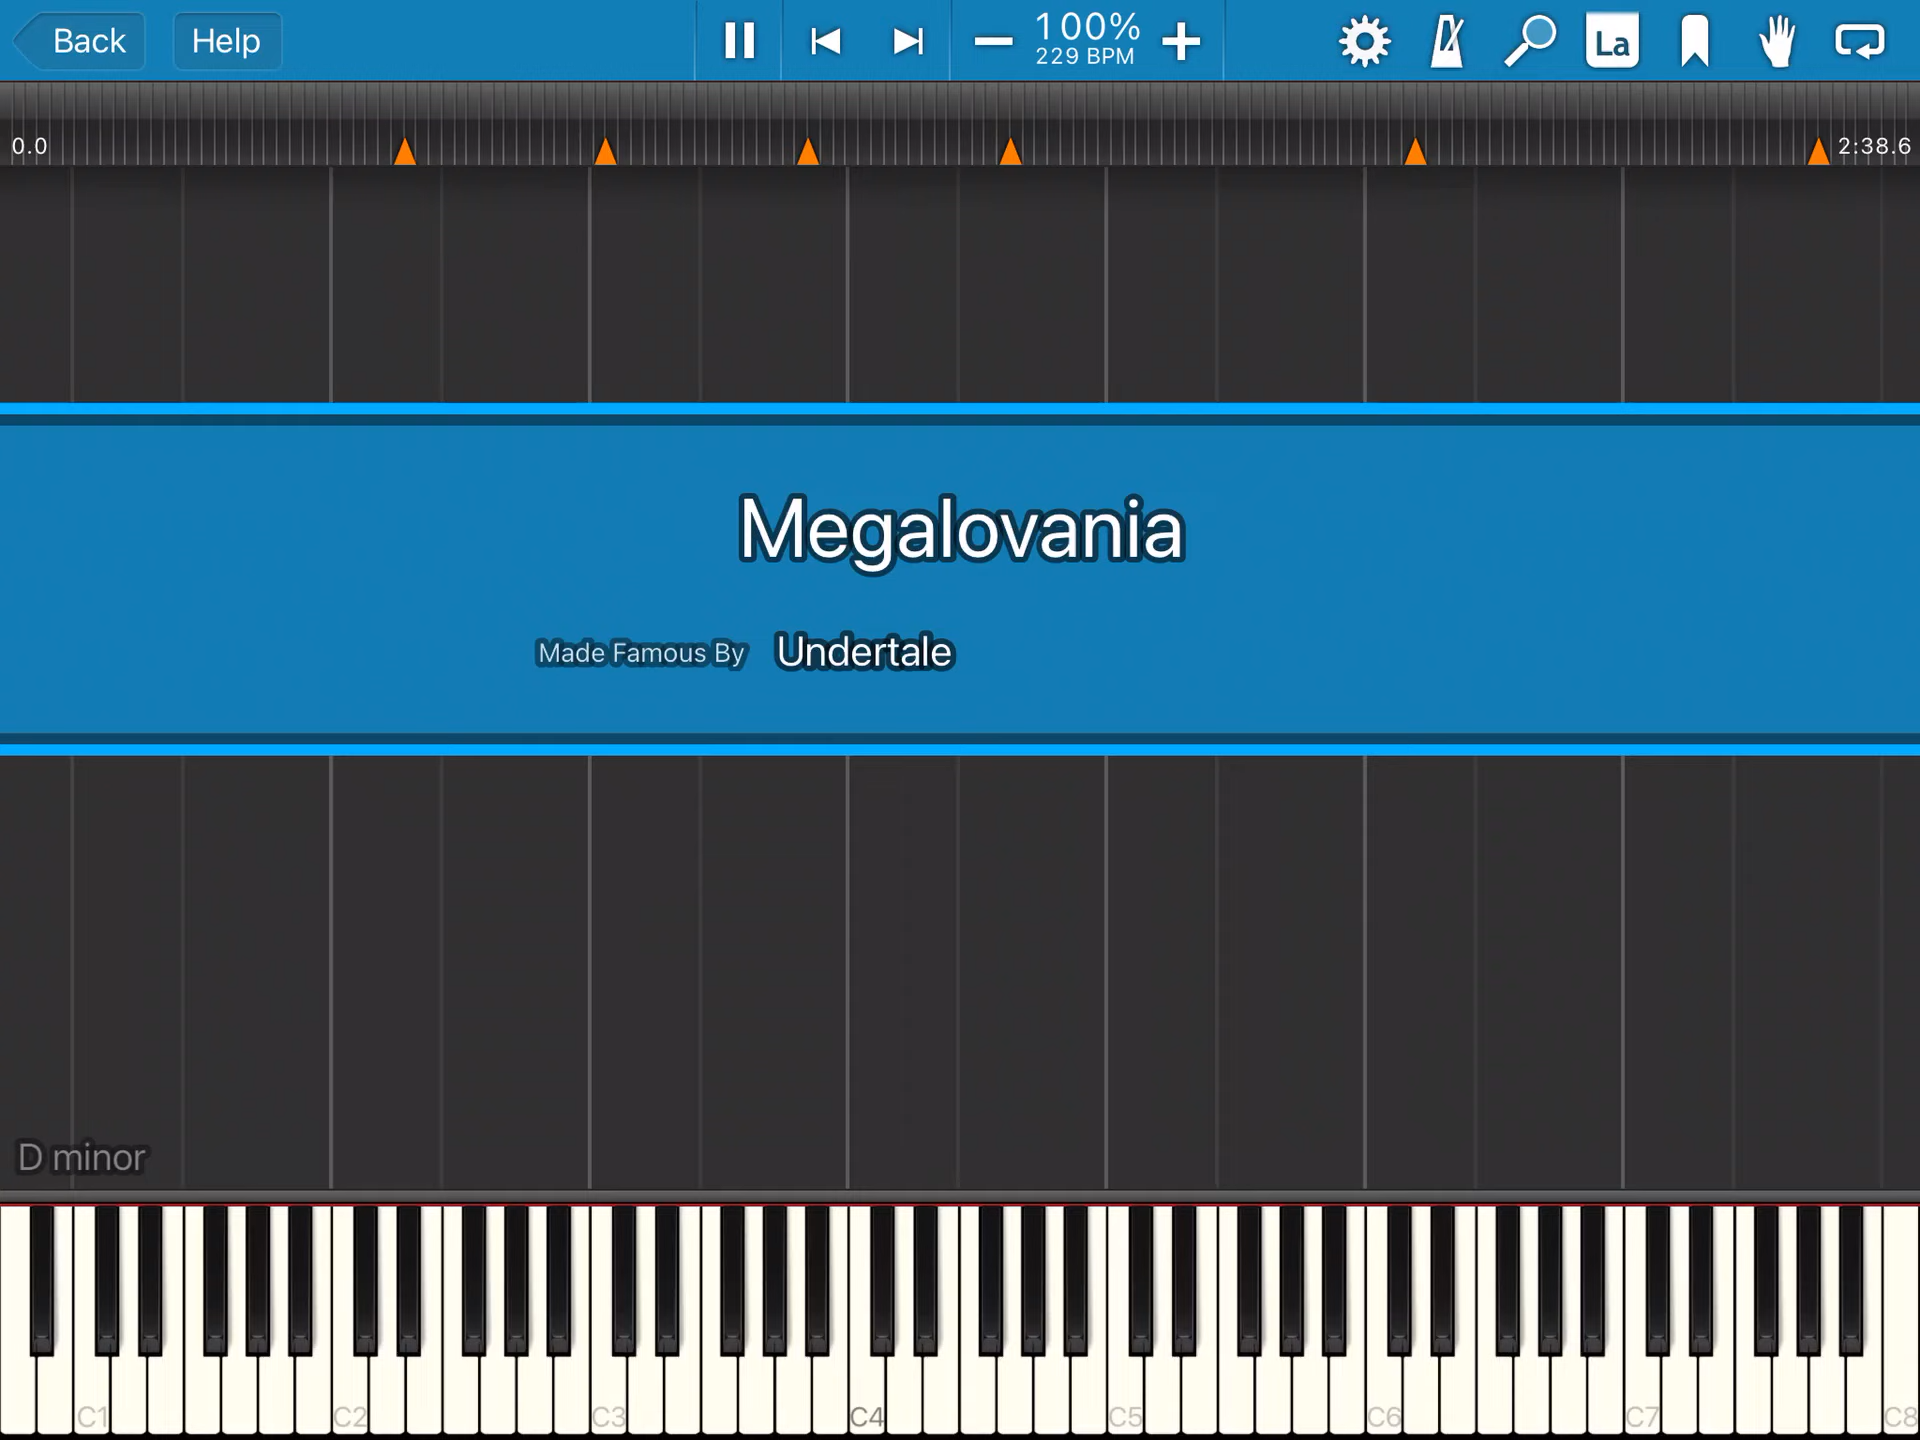 Back Help 100% La
229 BPM
0.0 2:38.6
Megalovania
Made Famous By Undertale
D minor
C1 C2 C3 C4 C5 C6 C7 C8